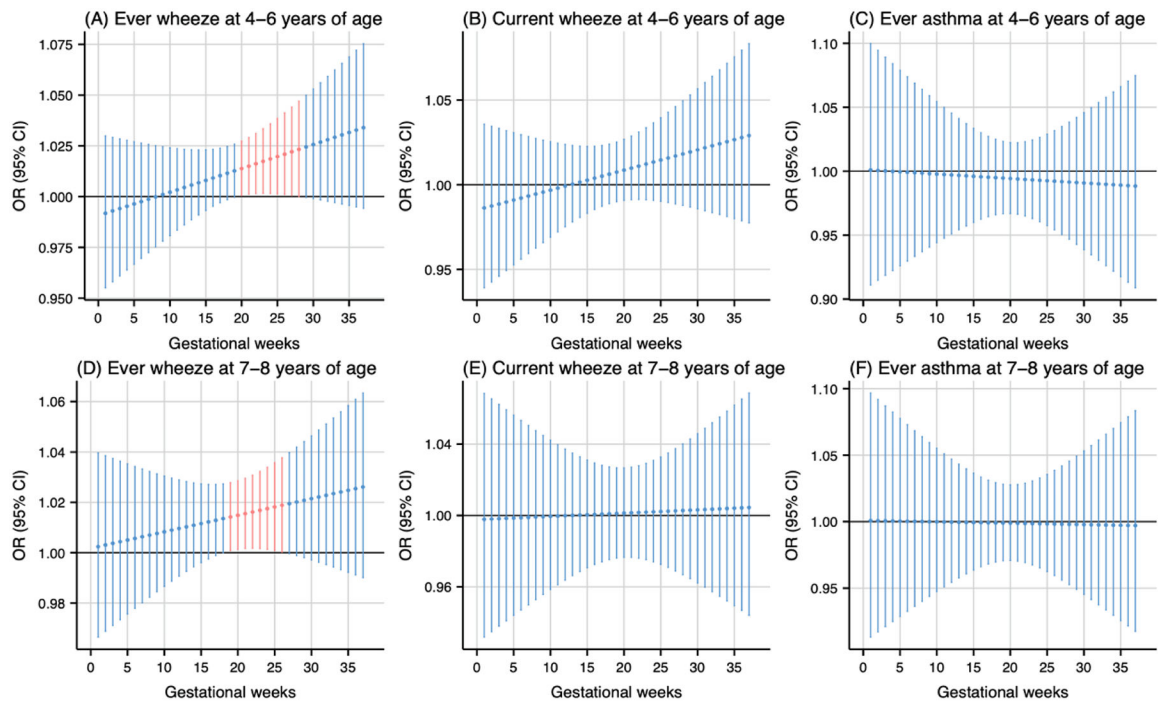 (A) Ever wheeze at 4–6 years of age
OR (95% CI)
1.075
1.050
1.025
1.000
0.975
0.950
0 5 10 15 20 25 30 35
Gestational weeks
(B) Current wheeze at 4–6 years of age
OR (95% CI)
1.05
1.00
0.95
0 5 10 15 20 25 30 35
Gestational weeks
(C) Ever asthma at 4–6 years of age
OR (95% CI)
1.10
1.05
1.00
0.95
0.90
0 5 10 15 20 25 30 35
Gestational weeks
(D) Ever wheeze at 7–8 years of age
OR (95% CI)
1.06
1.04
1.02
1.00
0.98
0 5 10 15 20 25 30 35
Gestational weeks
(E) Current wheeze at 7–8 years of age
OR (95% CI)
1.04
1.00
0.96
0 5 10 15 20 25 30 35
Gestational weeks
(F) Ever asthma at 7–8 years of age
OR (95% CI)
1.10
1.05
1.00
0.95
0 5 10 15 20 25 30 35
Gestational weeks